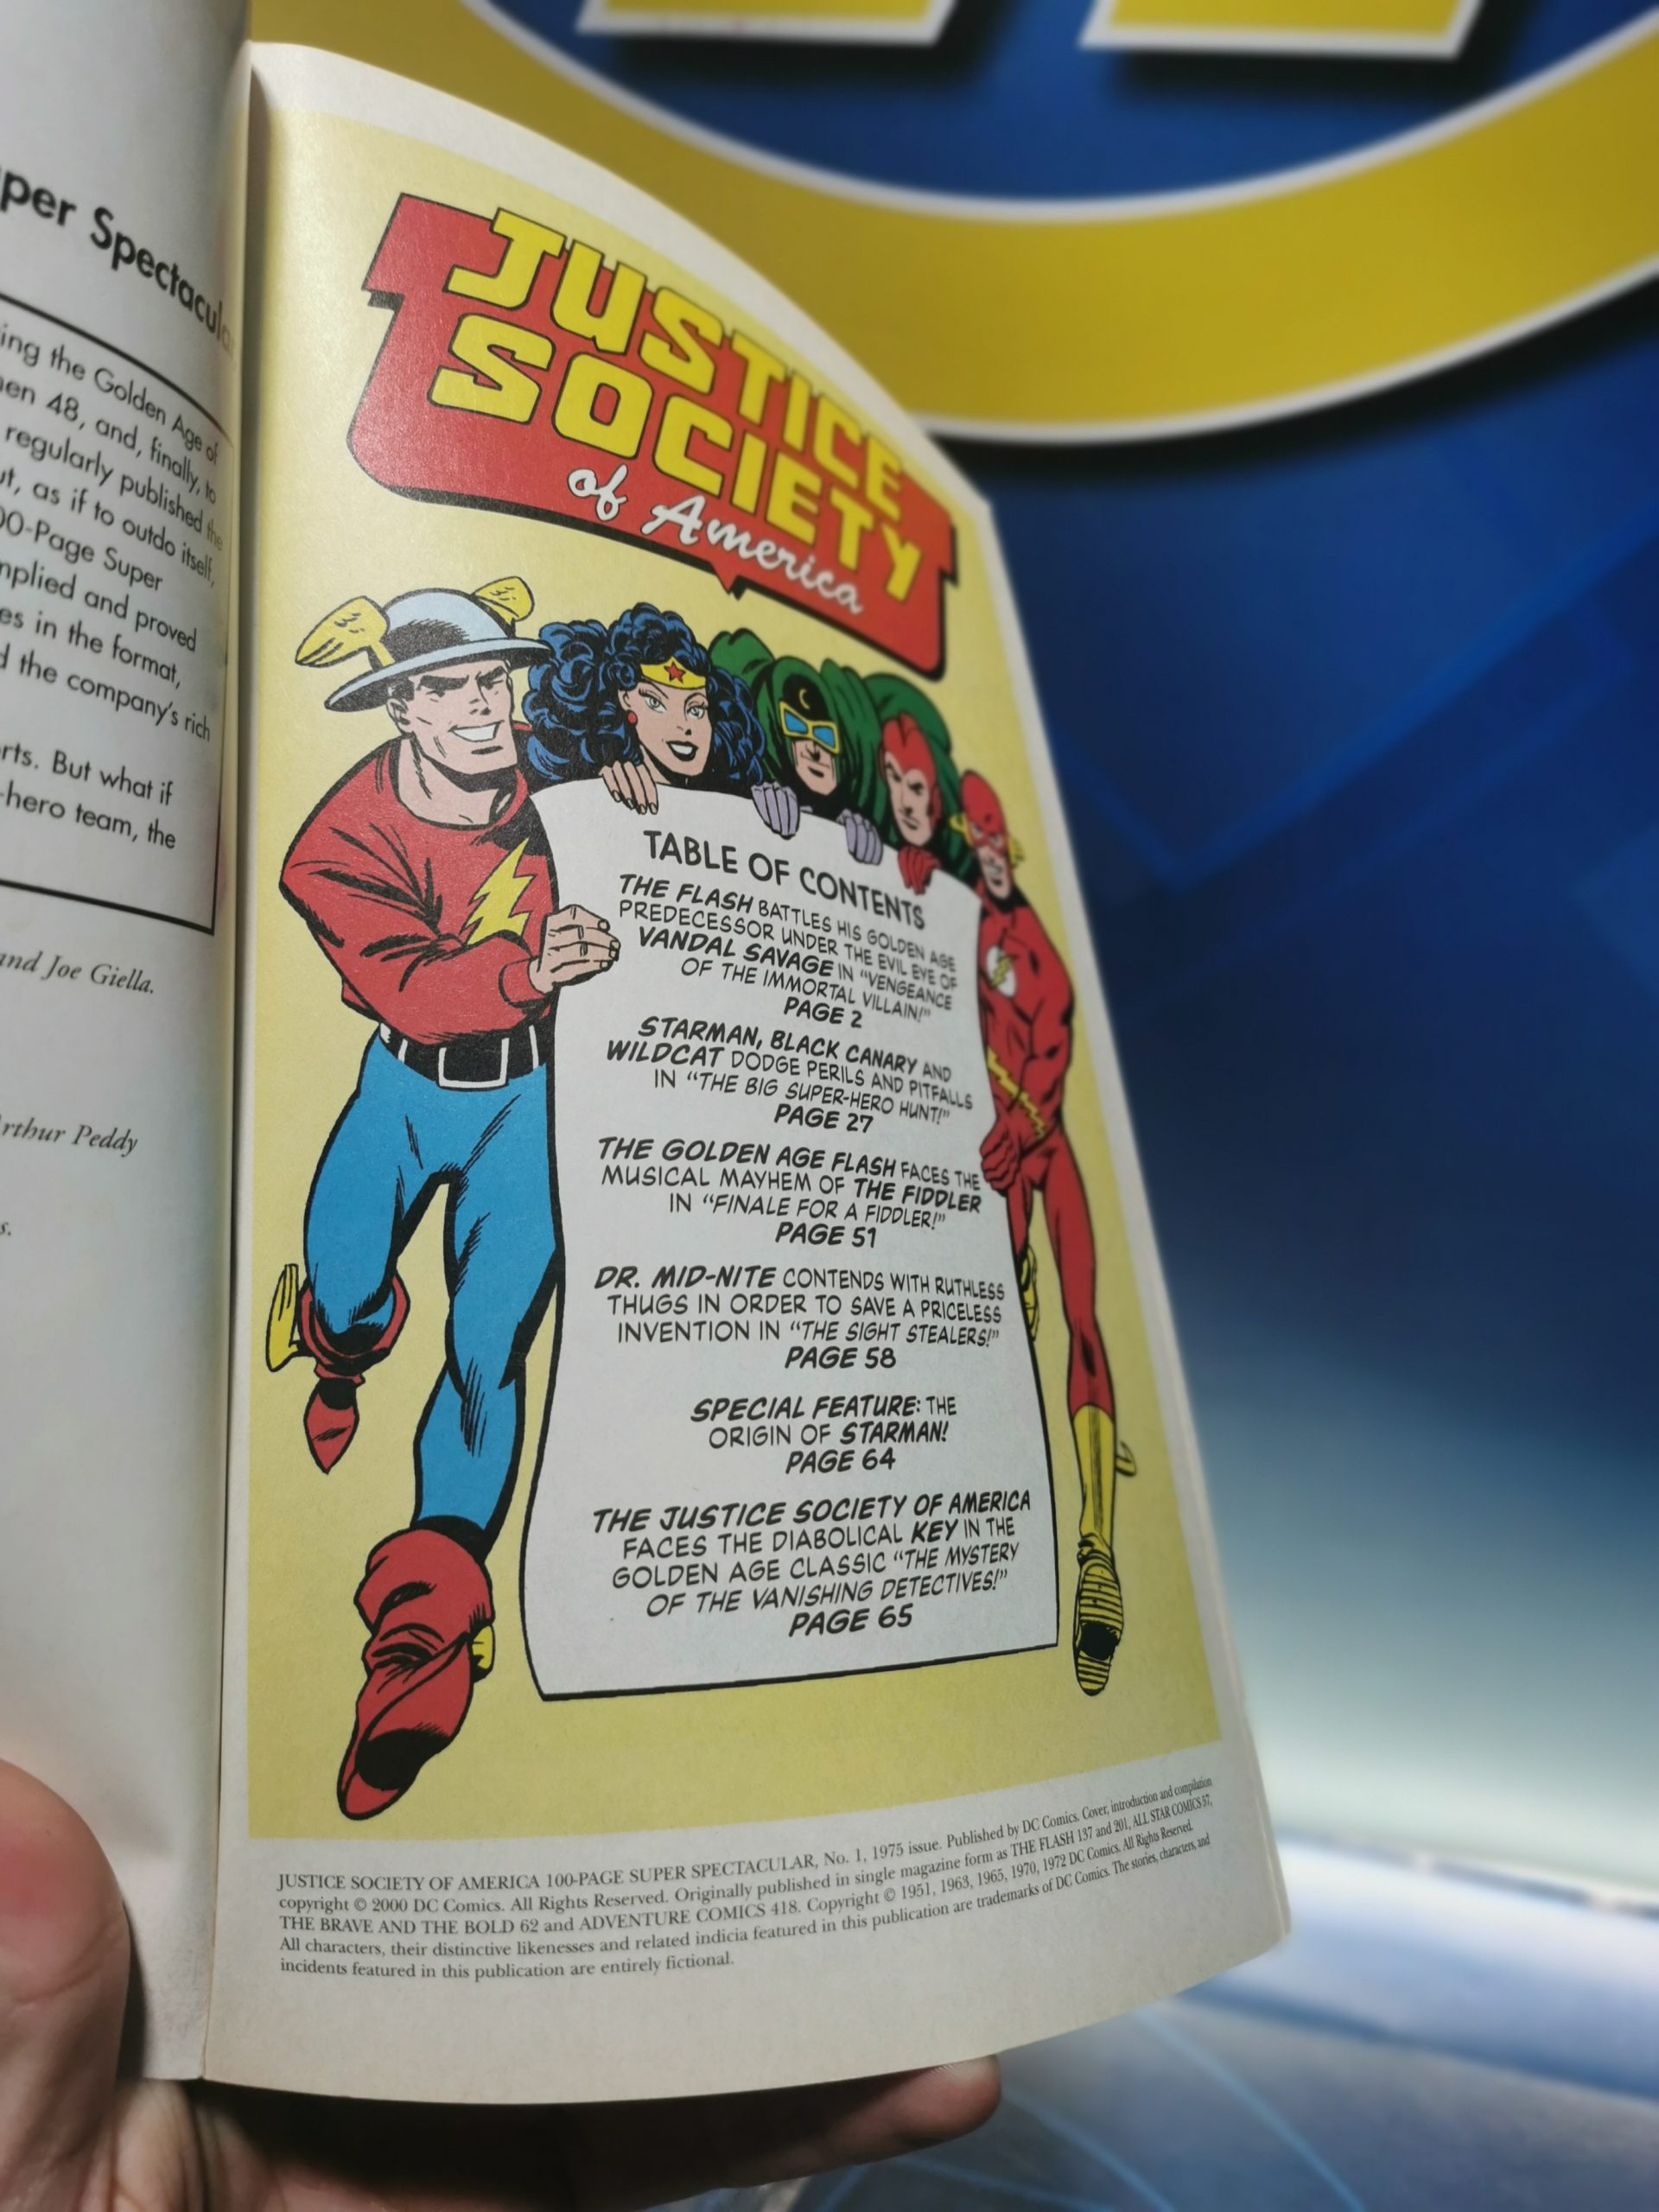 per Spectacul
ing the Golden Age of
en 48, and, finally, to
regularly published the
t, as if to outdo itself,
00-Page Super
mplied and proved
es in the format,
d the company's rich
rts. But what if
-hero team, the
and Joe Giella.
rthur Peddy
s.
JUSTICE
SOCIETY
of America
TABLE OF CONTENTS
THE FLASH BATTLES HIS GOLDEN AGE
PREDECESSOR UNDER THE EVIL EYE OF
VANDAL SAVAGE IN “VENGEANCE
OF THE IMMORTAL VILLAIN!”
PAGE 2
STARMAN, BLACK CANARY AND
WILDCAT DODGE PERILS AND PITFALLS
IN “THE BIG SUPER-HERO HUNT!”
PAGE 27
THE GOLDEN AGE FLASH FACES THE
MUSICAL MAYHEM OF THE FIDDLER
IN “FINALE FOR A FIDDLER!”
PAGE 51
DR. MID-NITE CONTENDS WITH RUTHLESS
THUGS IN ORDER TO SAVE A PRICELESS
INVENTION IN “THE SIGHT STEALERS!”
PAGE 58
SPECIAL FEATURE: THE
ORIGIN OF STARMAN!
PAGE 64
THE JUSTICE SOCIETY OF AMERICA
FACES THE DIABOLICAL KEY IN THE
GOLDEN AGE CLASSIC “THE MYSTERY
OF THE VANISHING DETECTIVES!”
PAGE 65
JUSTICE SOCIETY OF AMERICA 100-PAGE SUPER SPECTACULAR, No. 1, 1975 issue. Published by DC Comics. Cover, introduction and compilation
copyright © 2000 DC Comics. All Rights Reserved. Originally published in single magazine form as THE FLASH 137 and 201, ALL STAR COMICS 57,
THE BRAVE AND THE BOLD 62 and ADVENTURE COMICS 418. Copyright © 1951, 1963, 1965, 1970, 1972 DC Comics. All Rights Reserved.
All characters, their distinctive likenesses and related indicia featured in this publication are trademarks of DC Comics. The stories, characters, and
incidents featured in this publication are entirely fictional.